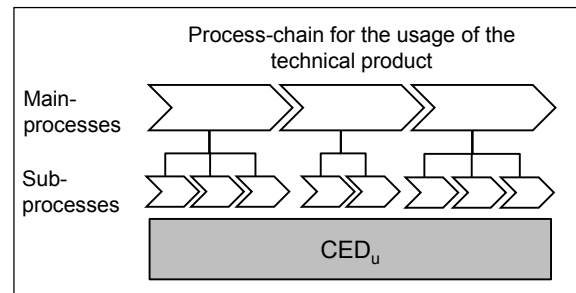 Process-chain for the usage of the
technical product
Main-
processes
Sub-
processes
CEDu